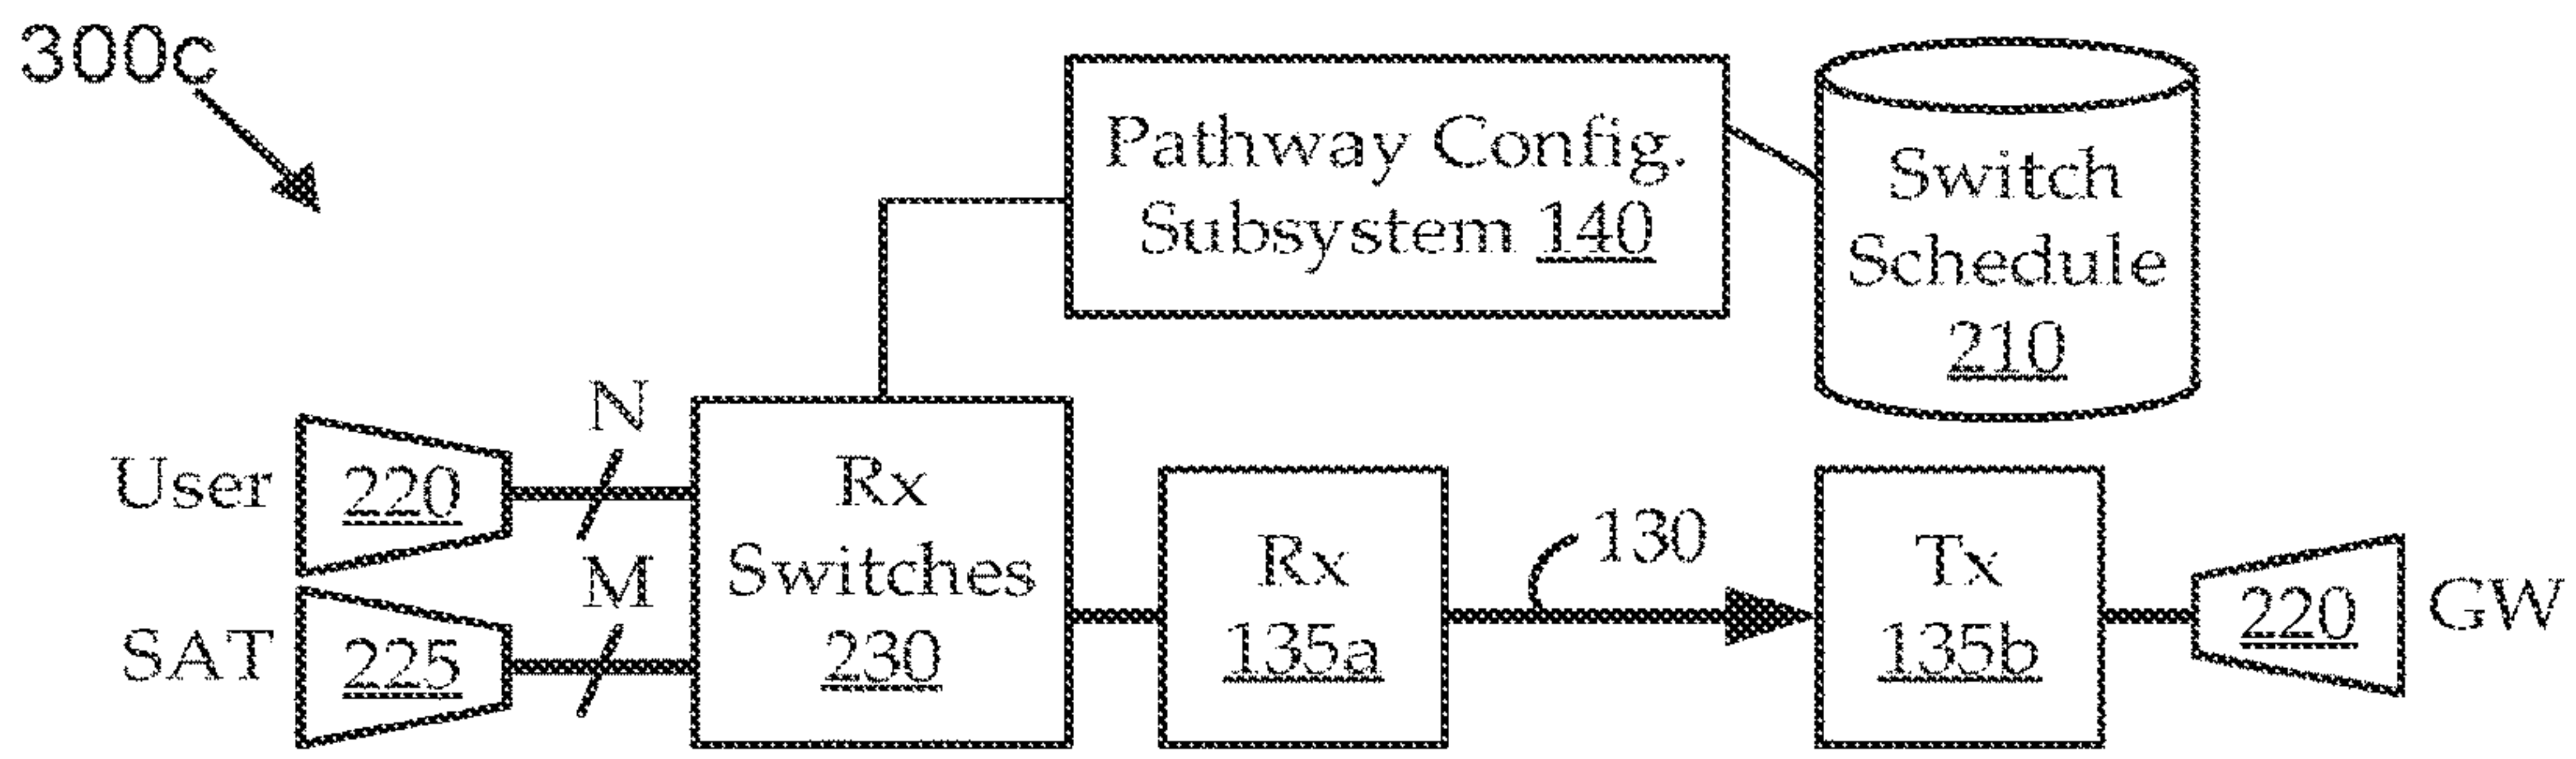 300c
Pathway Config.
Subsystem 140
Switch
Schedule
210
User
220
N
SAT
225
M
Rx
Switches
230
Rx
135a
130
Tx
135b
220
GW